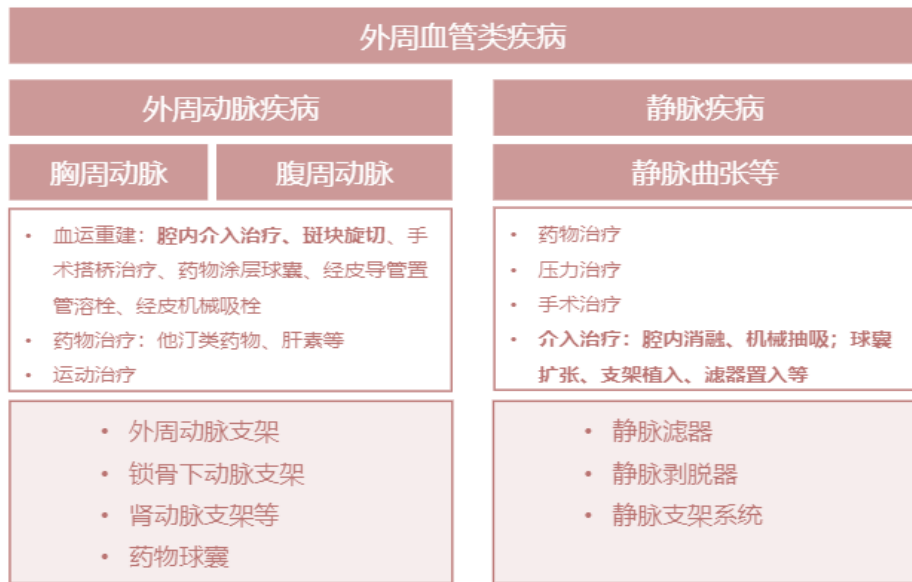 外周血管类疾病
外周动脉疾病
胸周动脉
腹周动脉
• 血运重建：腔内介入治疗、斑块旋切、手
术搭桥治疗、药物涂层球囊、经皮导管置
管溶栓、经皮机械吸栓
• 药物治疗：他汀类药物、肝素等
• 运动治疗
• 外周动脉支架
• 锁骨下动脉支架
• 肾动脉支架等
• 药物球囊
静脉疾病
静脉曲张等
• 药物治疗
• 压力治疗
• 手术治疗
• 介入治疗：腔内消融、机械抽吸；球囊
扩张、支架植入、滤器置入等
• 静脉滤器
• 静脉剥脱器
• 静脉支架系统